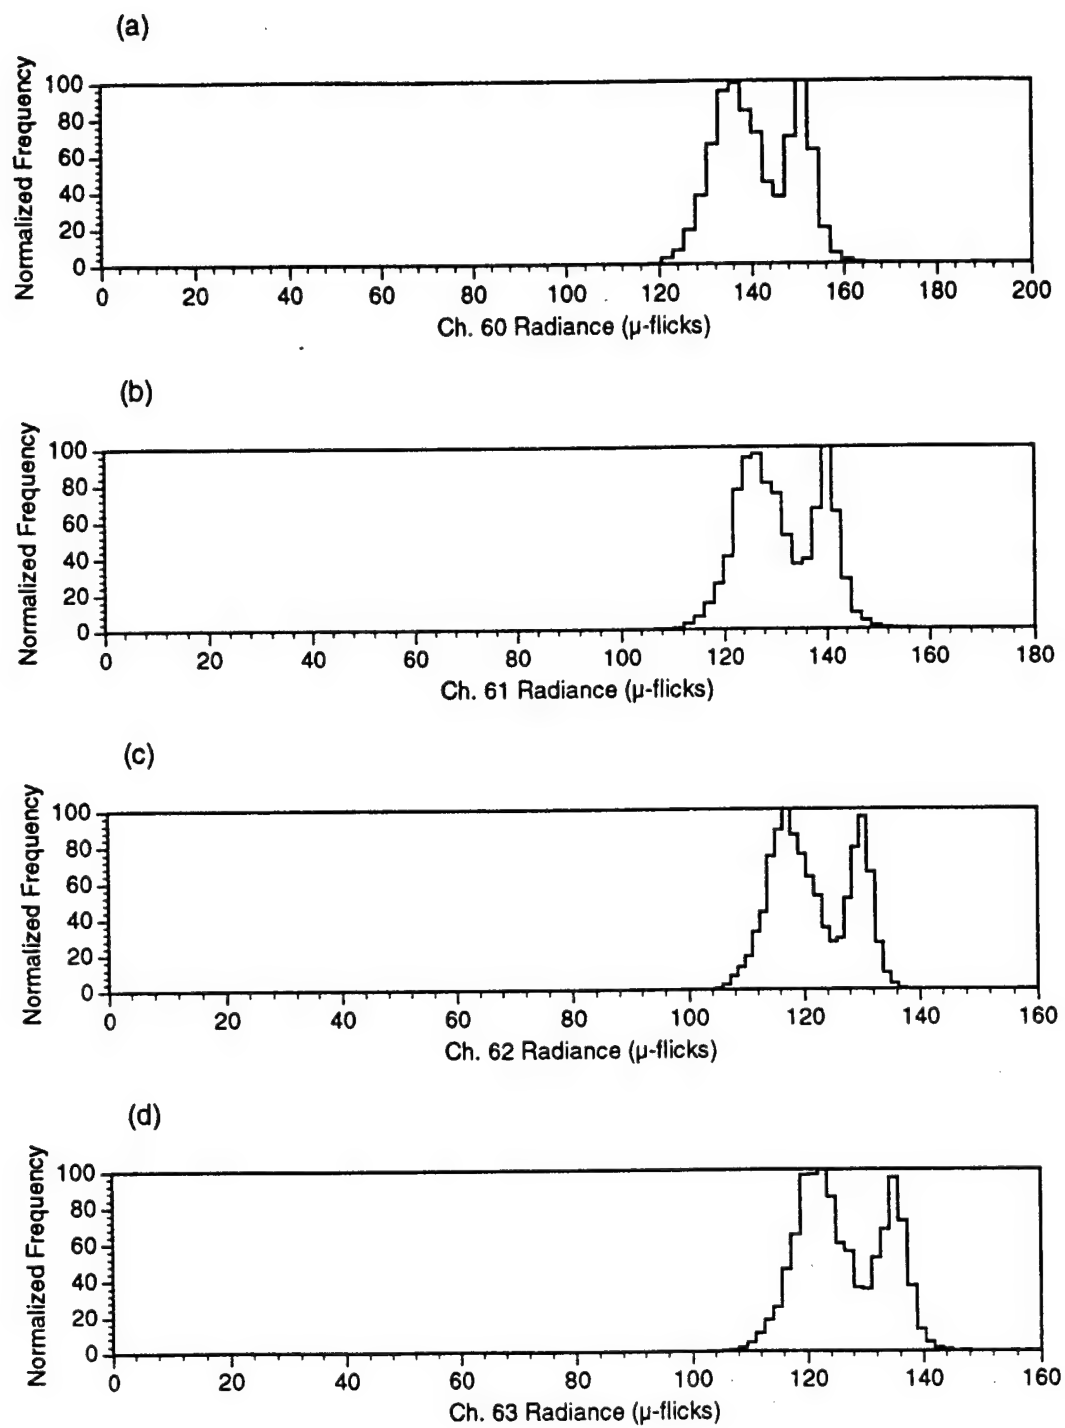 (a)
Normalized Frequency
100
80
60
40
20
0
0 20 40 60 80 100 120 140 160 180 200
Ch. 60 Radiance (µ-flicks)
(b)
Normalized Frequency
100
80
60
40
20
0
0 20 40 60 80 100 120 140 160 180
Ch. 61 Radiance (µ-flicks)
(c)
Normalized Frequency
100
80
60
40
20
0
0 20 40 60 80 100 120 140 160
Ch. 62 Radiance (µ-flicks)
(d)
Normalized Frequency
100
80
60
40
20
0
0 20 40 60 80 100 120 140 160
Ch. 63 Radiance (µ-flicks)